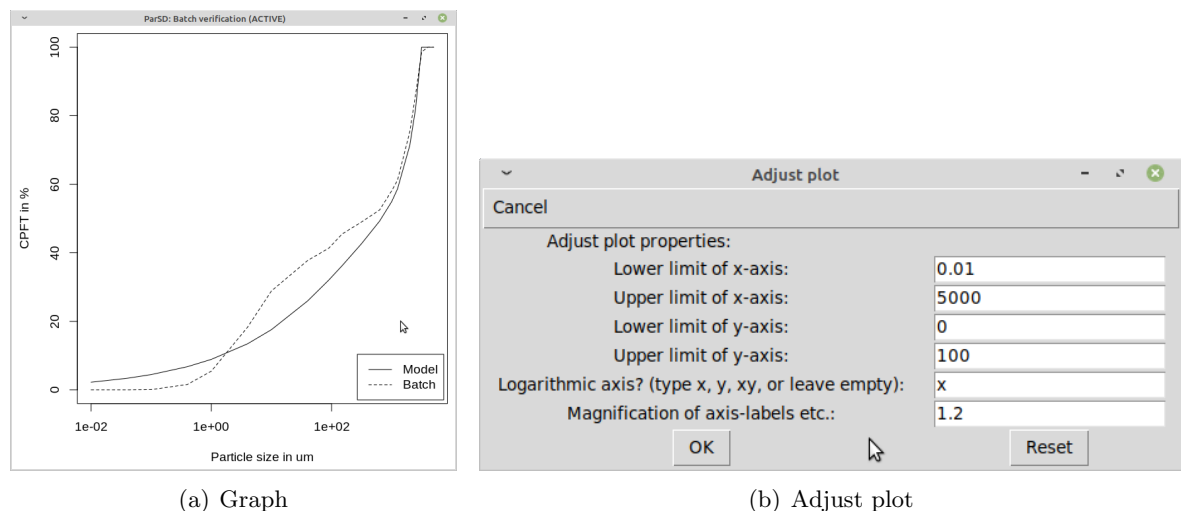 ParSD: Batch verification (ACTIVE)
100
80
60
40
20
0
CPFT in %
Model
Batch
1e-02
1e+00
1e+02
Particle size in um
(a) Graph
Adjust plot
Cancel
Adjust plot properties:
Lower limit of x-axis: 0.01
Upper limit of x-axis: 5000
Lower limit of y-axis: 0
Upper limit of y-axis: 100
Logarithmic axis? (type x, y, xy, or leave empty): x
Magnification of axis-labels etc.: 1.2
OK
Reset
(b) Adjust plot